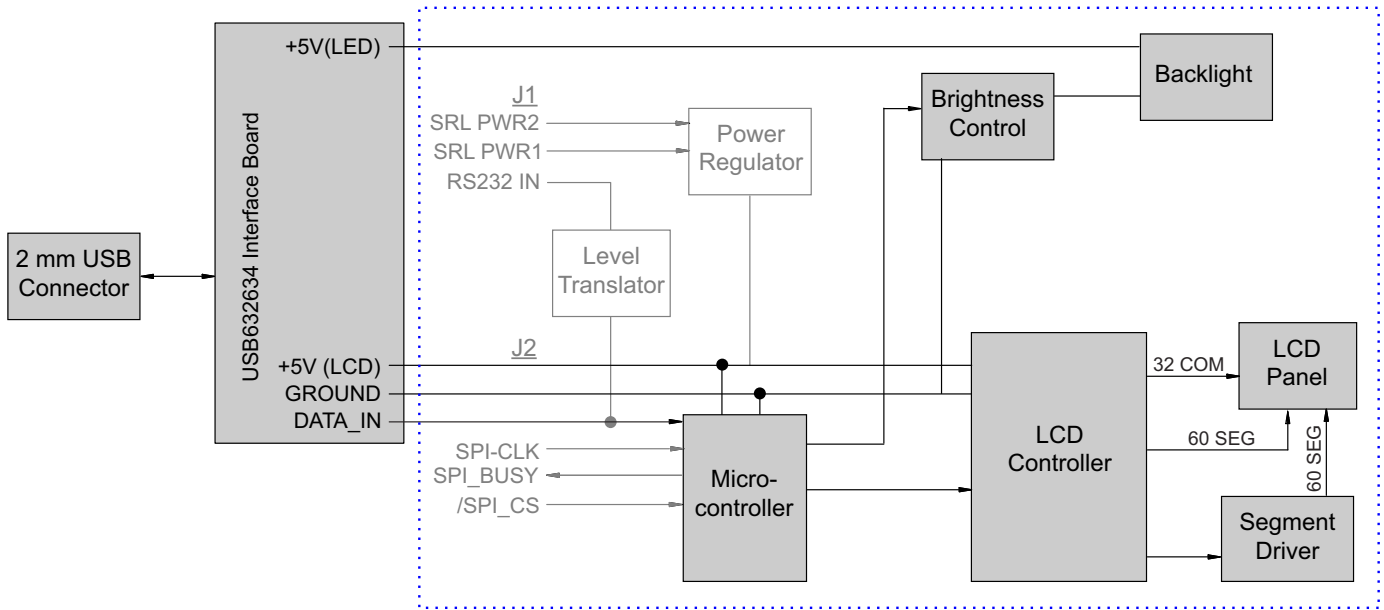 +5V(LED)
Backlight
Brightness
Control
J1
SRL PWR2
SRL PWR1
RS232 IN
Power
Regulator
USB632634 Interface Board
2 mm USB
Connector
Level
Translator
J2
+5V (LCD)
GROUND
DATA_IN
SPI-CLK
SPI_BUSY
/SPI_CS
Micro-
controller
LCD
Controller
32 COM
60 SEG
60 SEG
LCD
Panel
Segment
Driver